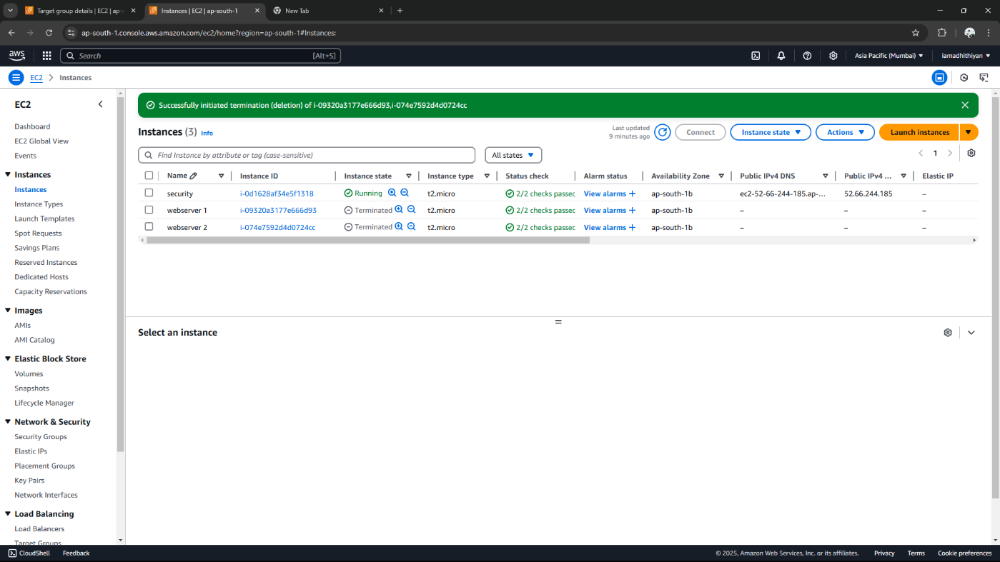 Target group details | EC2 | ap-s
Instances | EC2 | ap-south-1
New Tab
ap-south-1.console.aws.amazon.com/ec2/home?region=ap-south-1#Instances:
aws
Search
[Alt+S]
Asia Pacific (Mumbai)
iamadhithiyan
EC2
Instances
EC2
Dashboard
EC2 Global View
Events
Instances
Instances
Instance Types
Launch Templates
Spot Requests
Savings Plans
Reserved Instances
Dedicated Hosts
Capacity Reservations
Images
AMIs
AMI Catalog
Elastic Block Store
Volumes
Snapshots
Lifecycle Manager
Network & Security
Security Groups
Elastic IPs
Placement Groups
Key Pairs
Network Interfaces
Load Balancing
Load Balancers
Target Groups
Successfully initiated termination (deletion) of i-09320a3177e666d93,i-074e7592d4d0724cc
Instances (3) Info
Last updated
9 minutes ago
Connect
Instance state
Actions
Launch instances
Find Instance by attribute or tag (case-sensitive)
All states
1
Name Instance ID Instance state Instance type Status check Alarm status Availability Zone Public IPv4 DNS Public IPv4 ... Elastic IP
security i-0d1628af34e5f1318 Running t2.micro 2/2 checks passec View alarms + ap-south-1b ec2-52-66-244-185.ap-... 52.66.244.185 –
webserver 1 i-09320a3177e666d93 Terminated t2.micro 2/2 checks passec View alarms + ap-south-1b – – –
webserver 2 i-074e7592d4d0724cc Terminated t2.micro 2/2 checks passec View alarms + ap-south-1b – – –
Select an instance
CloudShell
Feedback
© 2025, Amazon Web Services, Inc. or its affiliates.
Privacy
Terms
Cookie preferences